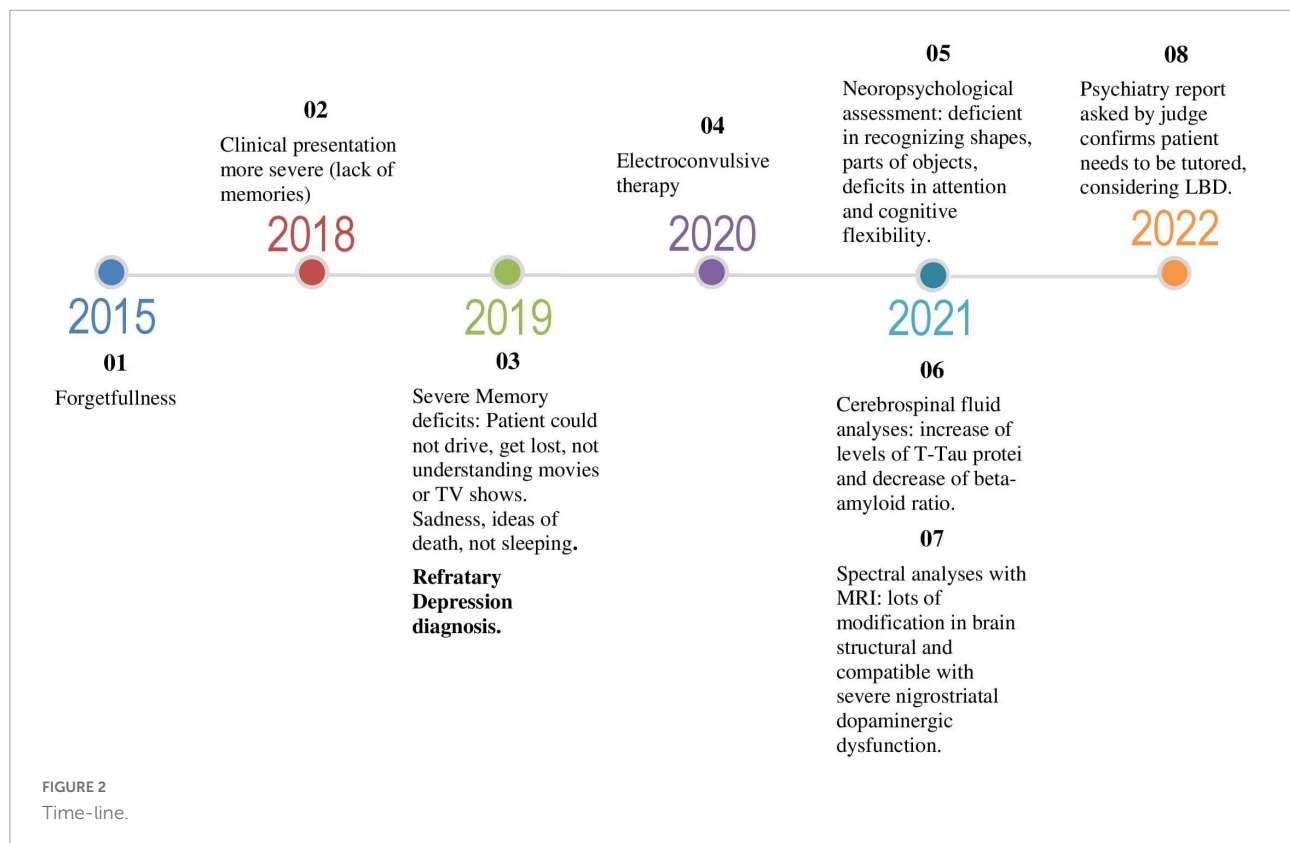 01
2015
Forgetfullness
02
Clinical presentation
more severe (lack of
memories)
2018
2019
03
Severe Memory
deficits: Patient could
not drive, get lost, not
understanding movies
or TV shows.
Sadness, ideas of
death, not sleeping.
Refratary
Depression
diagnosis.
04
Electroconvulsive
therapy
2020
05
Neoropsychological
assessment: deficient
in recognizing shapes,
parts of objects,
deficits in attention
and cognitive
flexibility.
2021
06
Cerebrospinal fluid
analyses: increase of
levels of T-Tau protei
and decrease of beta-
amyloid ratio.
07
Spectral analyses with
MRI: lots of
modification in brain
structural and
compatible with
severe nigrostriatal
dopaminergic
dysfunction.
08
Psychiatry report
asked by judge
confirms patient
needs to be tutored,
considering LBD.
2022
FIGURE 2
Time-line.